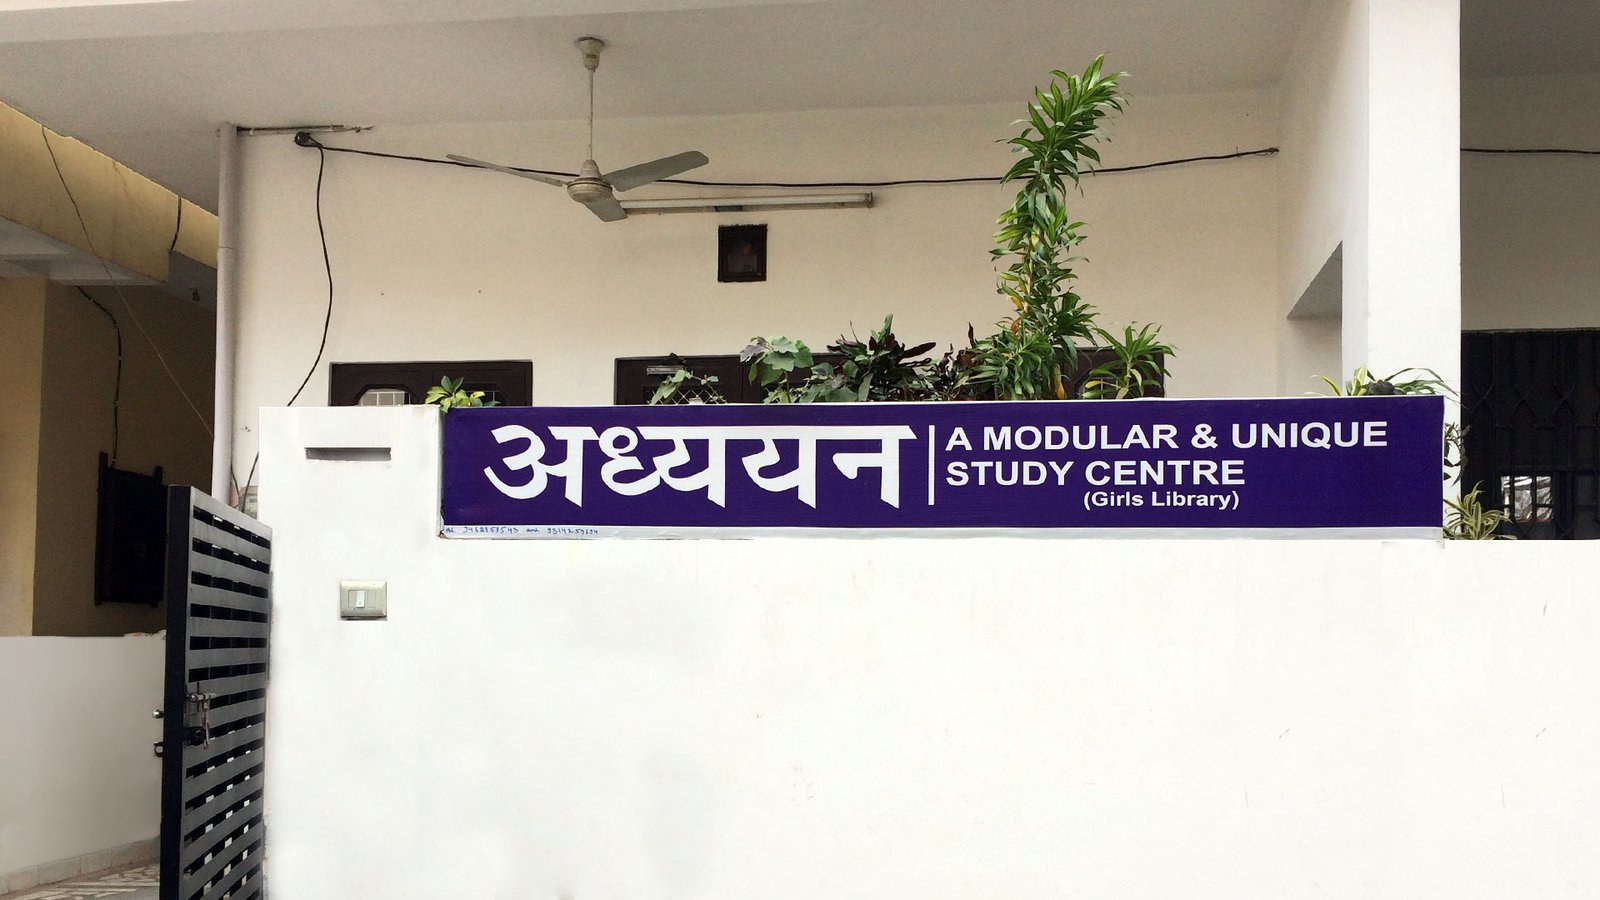 अध्ययन
A MODULAR & UNIQUE
STUDY CENTRE
(Girls Library)